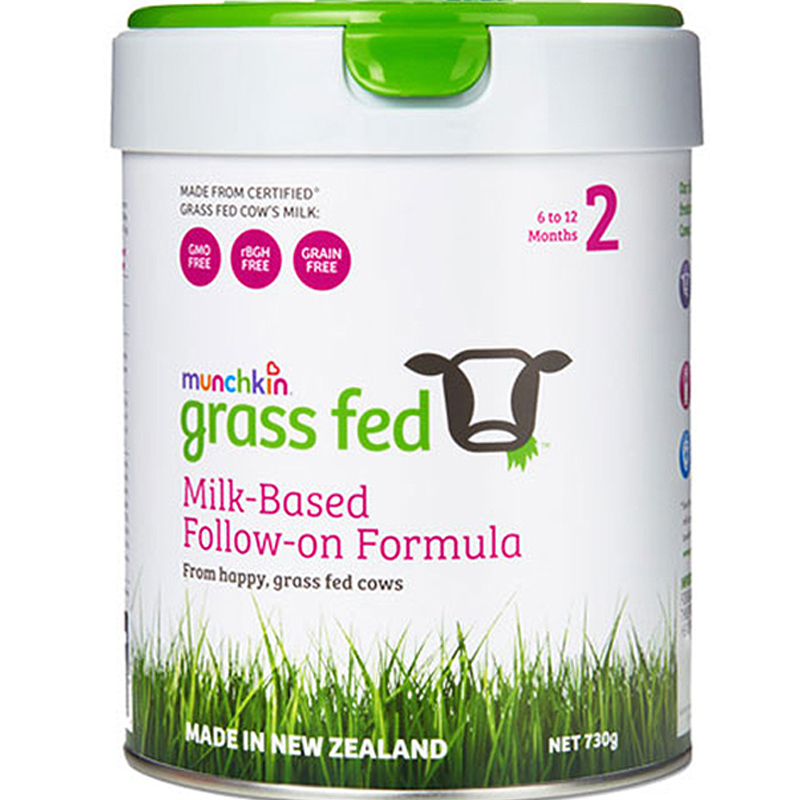 MADE FROM CERTIFIED°
GRASS FED COW'S MILK:
GMO
FREE
rBGH
FREE
GRAIN
FREE
6 to 12
Months
2
munchkin.
grass fed
™
Milk-Based
Follow-on Formula
From happy, grass fed cows
MADE IN NEW ZEALAND
NET 730g